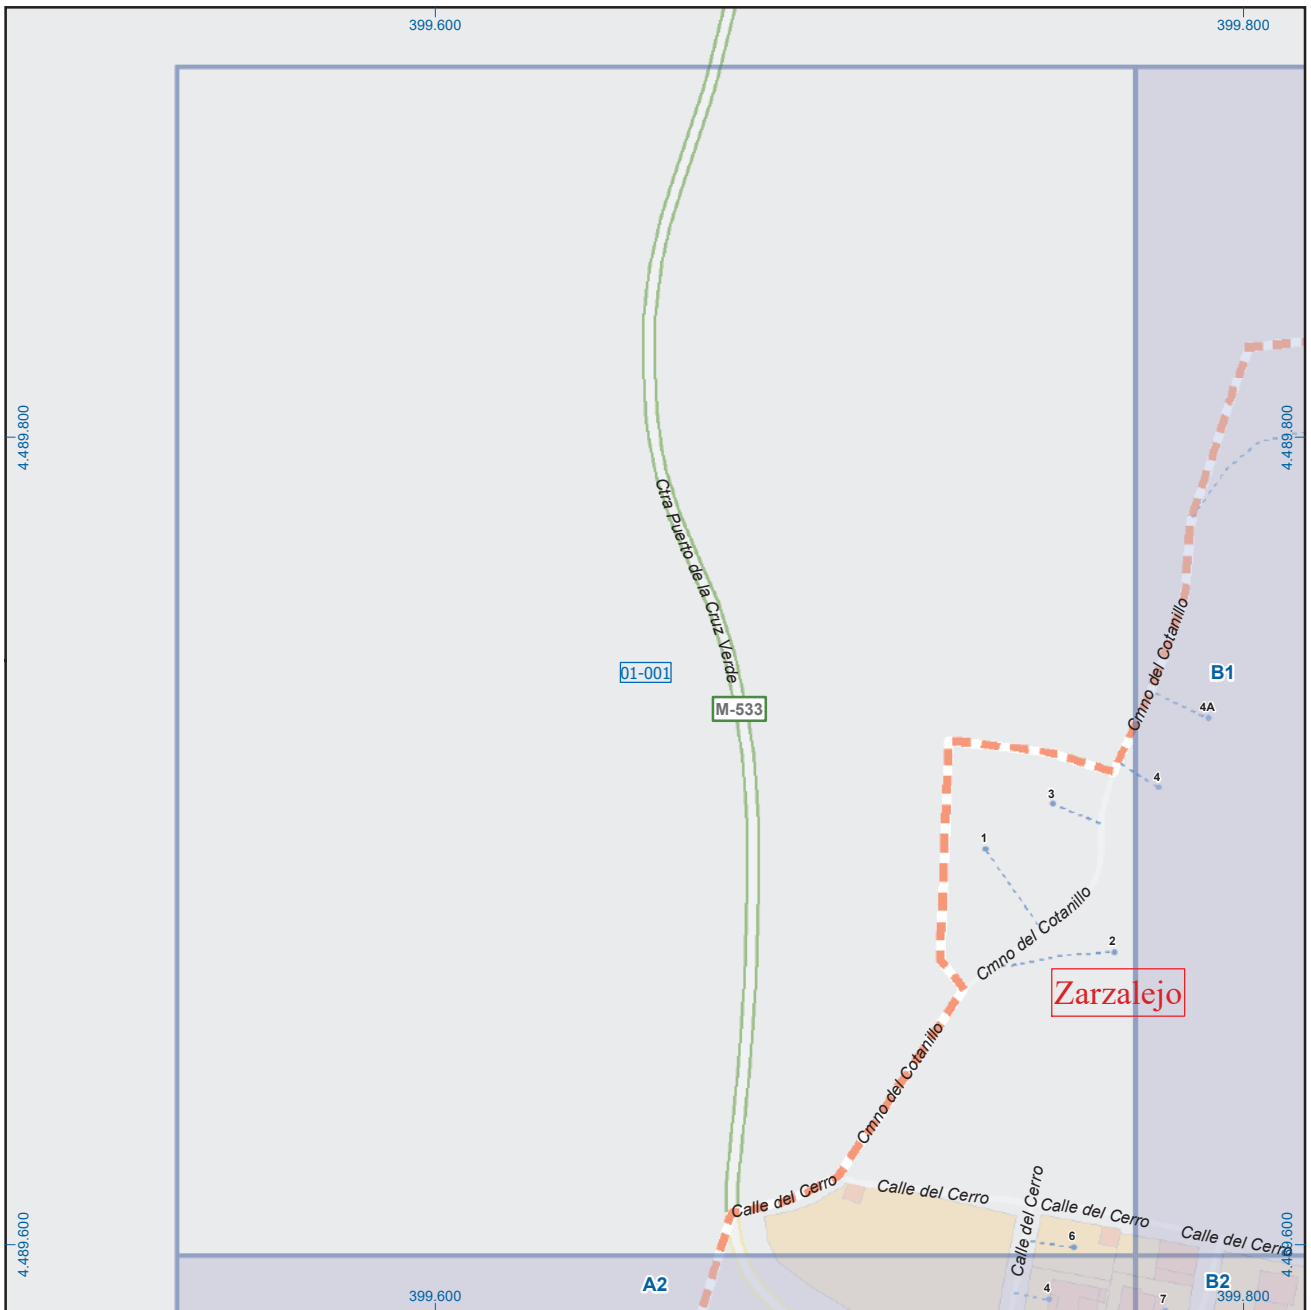 399.600
399.800
4.489.800
4.489.800
Ctra Puerto de la Cruz Verde
Cmno del Cotanillo
01-001
B1
M-533
4A
4
3
1
Cmno del Cotanillo
2
Zarzalejo
Cmno del Cotanillo
Calle del Cerro
Calle del Cerro
Calle del Cerro
Calle del Cerro
Calle del Cerro
6
4.489.600
4.489.600
A2
B2
4
7
399.600
399.800